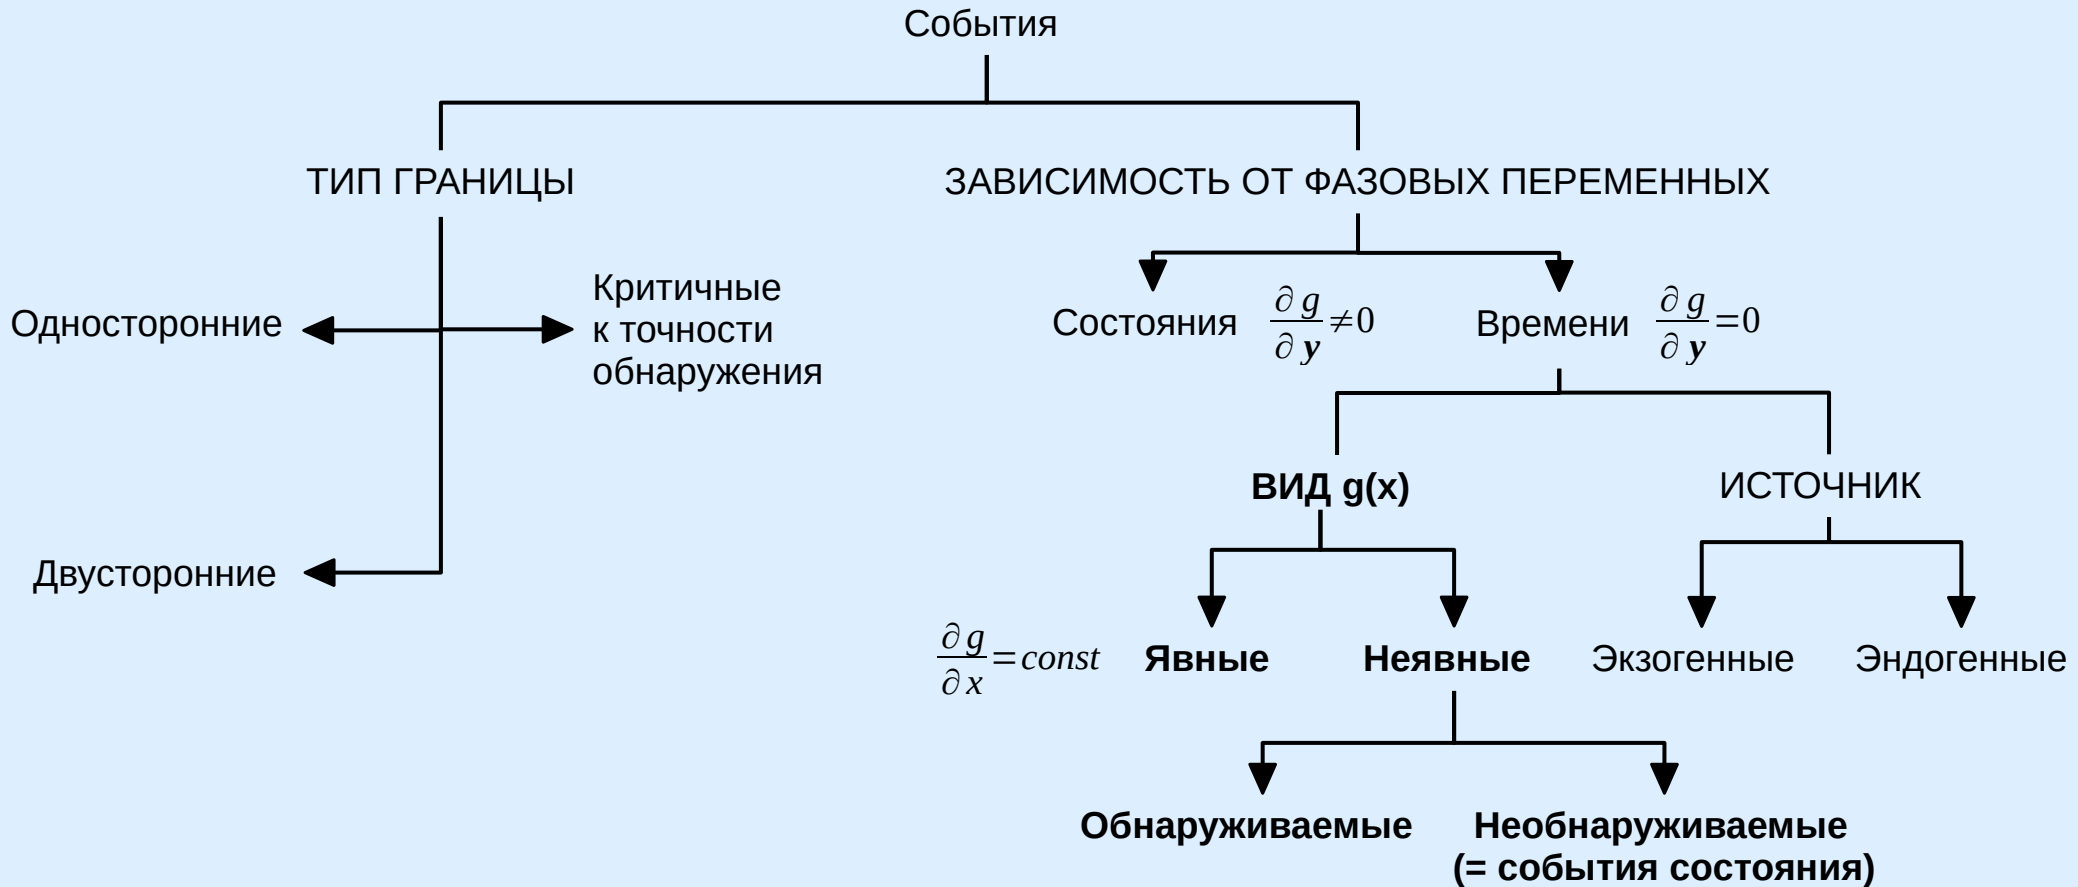 События
ТИП ГРАНИЦЫ
ЗАВИСИМОСТЬ ОТ ФАЗОВЫХ ПЕРЕМЕННЫХ
Односторонние
Критичные
к точности
обнаружения
Двусторонние
Состояния ∂g/∂y≠0
Времени ∂g/∂y=0
ВИД g(x)
ИСТОЧНИК
∂g/∂x=const
Явные
Неявные
Экзогенные
Эндогенные
Обнаруживаемые
Необнаруживаемые
(= события состояния)